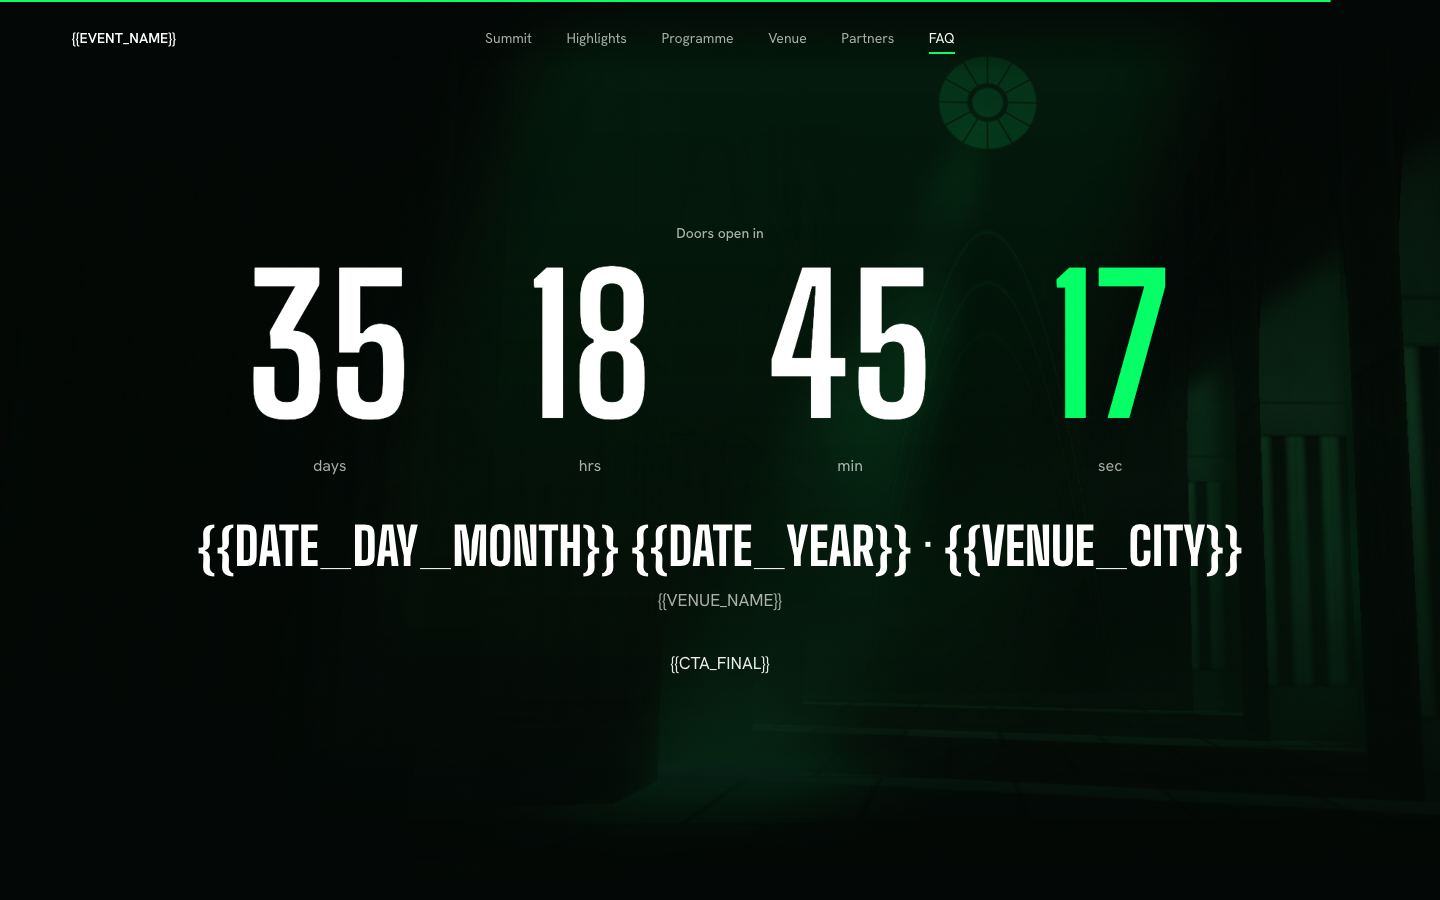 {{EVENT_NAME}} Summit Highlights Programme Venue Partners FAQ
Doors open in
35 18 45 17
days hrs min sec
{{DATE_DAY_MONTH}} {{DATE_YEAR}} · {{VENUE_CITY}}
{{VENUE_NAME}}
{{CTA_FINAL}}